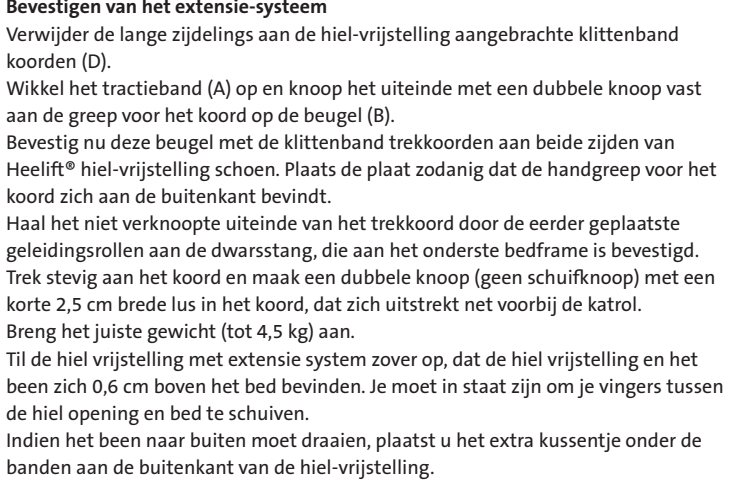 Bevestigen van het extensie-systeem
Verwijder de lange zijdelings aan de hiel-vrijstelling aangebrachte klittenband
koorden (D).
Wikkel het tractieband (A) op en knoop het uiteinde met een dubbele knoop vast
aan de greep voor het koord op de beugel (B).
Bevestig nu deze beugel met de klittenband trekkoorden aan beide zijden van
Heelift® hiel-vrijstelling schoen. Plaats de plaat zodanig dat de handgreep voor het
koord zich aan de buitenkant bevindt.
Haal het niet verknoopte uiteinde van het trekkoord door de eerder geplaatste
geleidingsrollen aan de dwarsstang, die aan het onderste bedframe is bevestigd.
Trek stevig aan het koord en maak een dubbele knoop (geen schuifknoop) met een
korte 2,5 cm brede lus in het koord, dat zich uitstrekt net voorbij de katrol.
Breng het juiste gewicht (tot 4,5 kg) aan.
Til de hiel vrijstelling met extensie system zover op, dat de hiel vrijstelling en het
been zich 0,6 cm boven het bed bevinden. Je moet in staat zijn om je vingers tussen
de hiel opening en bed te schuiven.
Indien het been naar buiten moet draaien, plaatst u het extra kussentje onder de
banden aan de buitenkant van de hiel-vrijstelling.